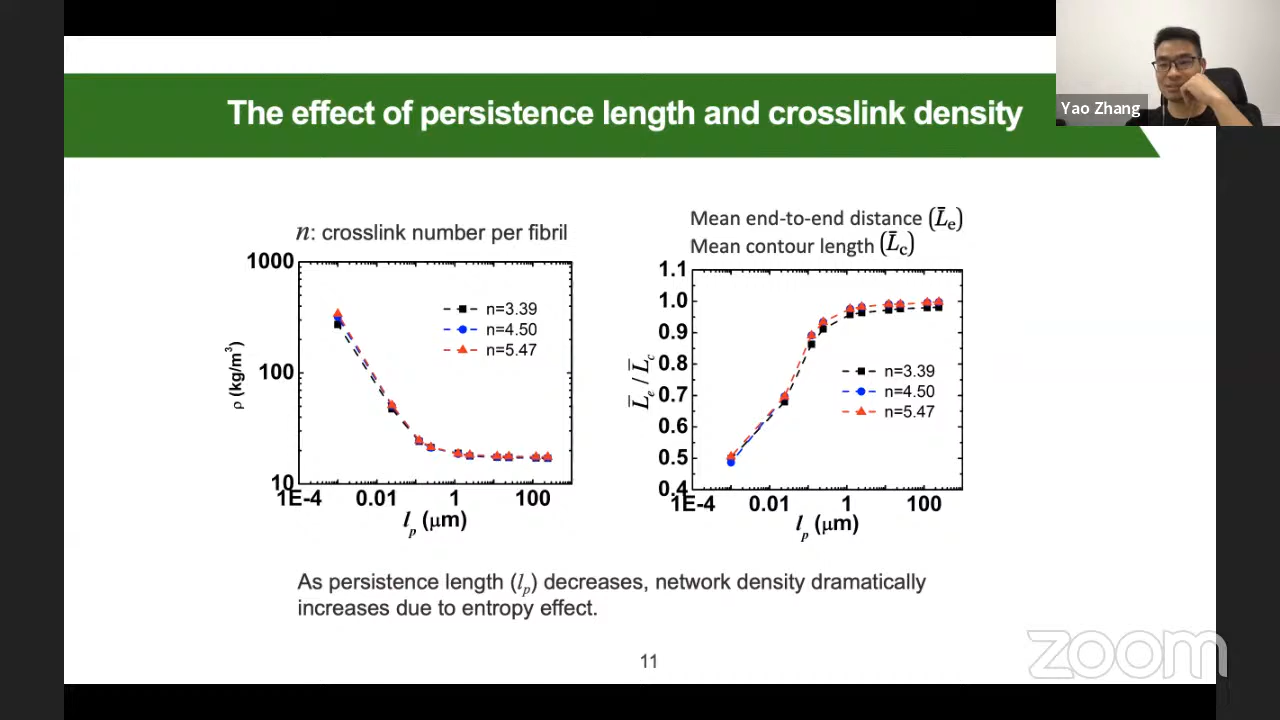 The effect of persistence length and crosslink density
Yao Zhang
n: crosslink number per fibril
1000
100
10
ρ (kg/m³)
n=3.39
n=4.50
n=5.47
1E-4 0.01 1 100
lₚ (μm)
Mean end-to-end distance (L̄ₑ)
Mean contour length (L̄c)
1.1
1.0
0.9
0.8
0.7
0.6
0.5
0.4
L̄ₑ / L̄c
n=3.39
n=4.50
n=5.47
1E-4 0.01 1 100
lₚ (μm)
As persistence length (lₚ) decreases, network density dramatically
increases due to entropy effect.
11
zoom